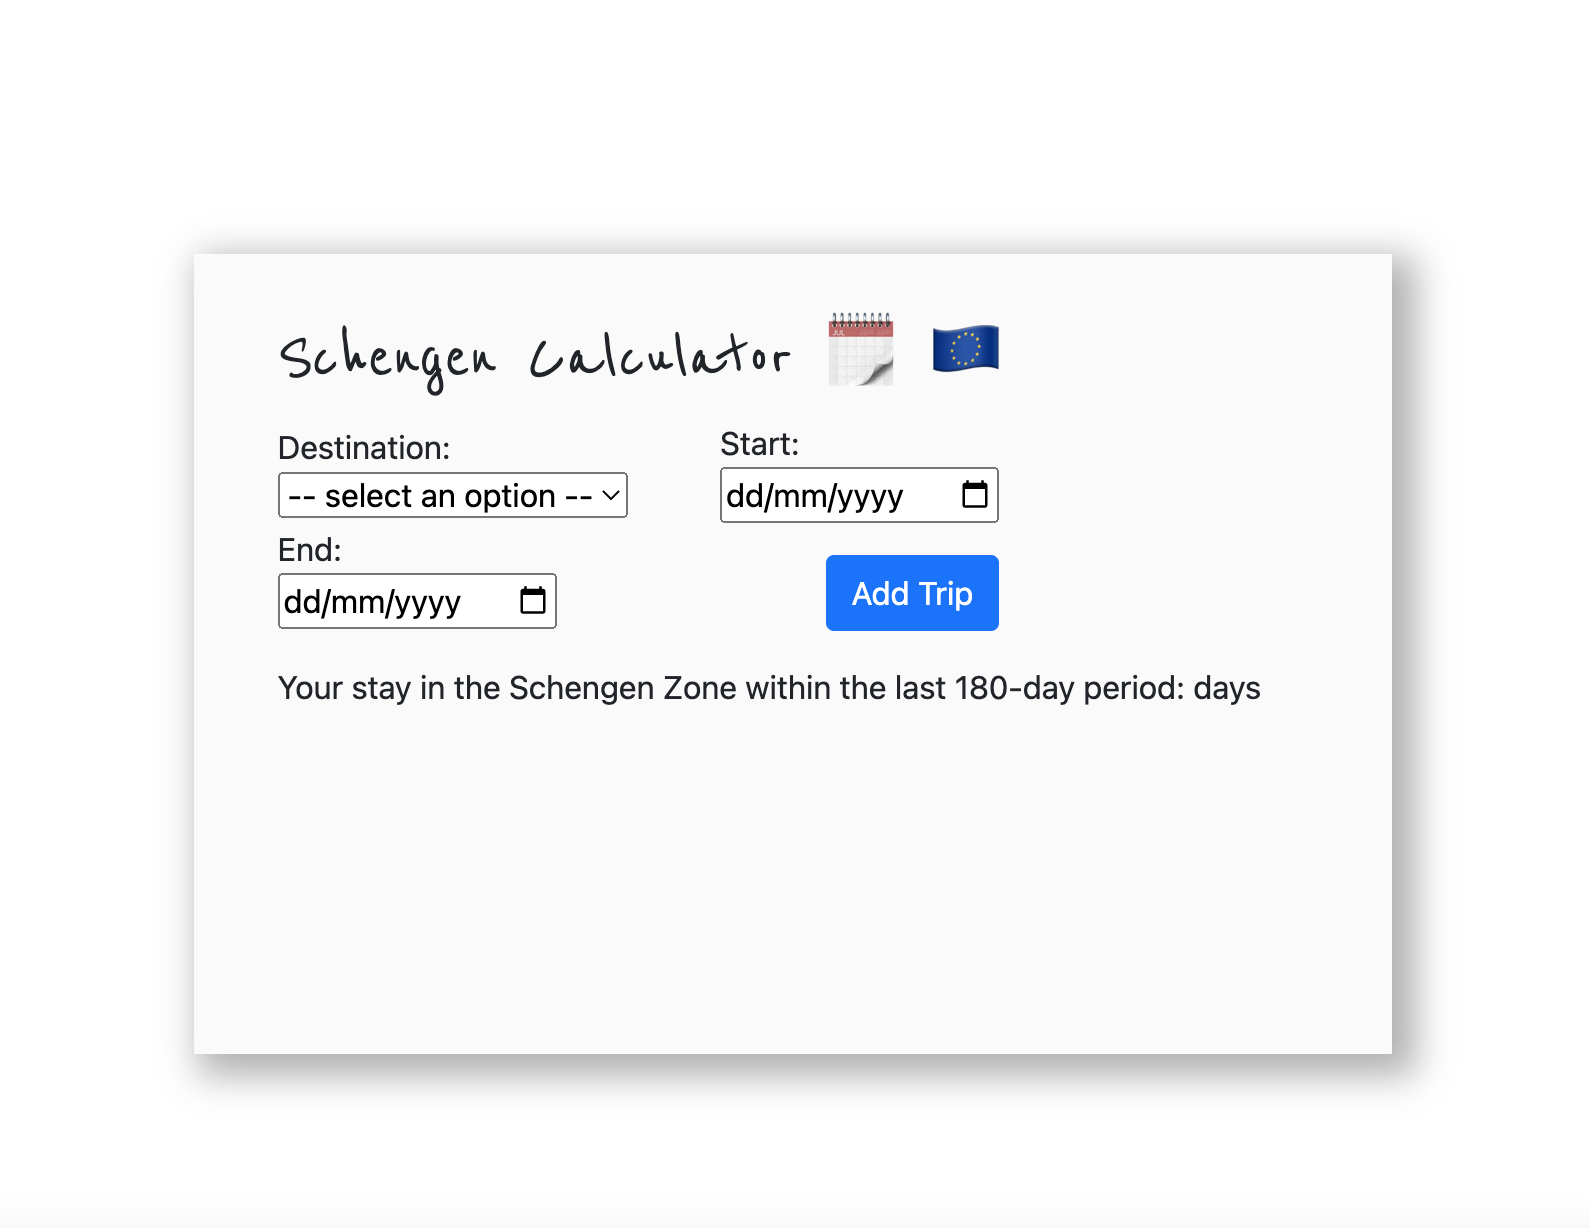 Schengen Calculator
Destination:
Start:
-- select an option --
dd/mm/yyyy
End:
dd/mm/yyyy
Add Trip
Your stay in the Schengen Zone within the last 180-day period: days